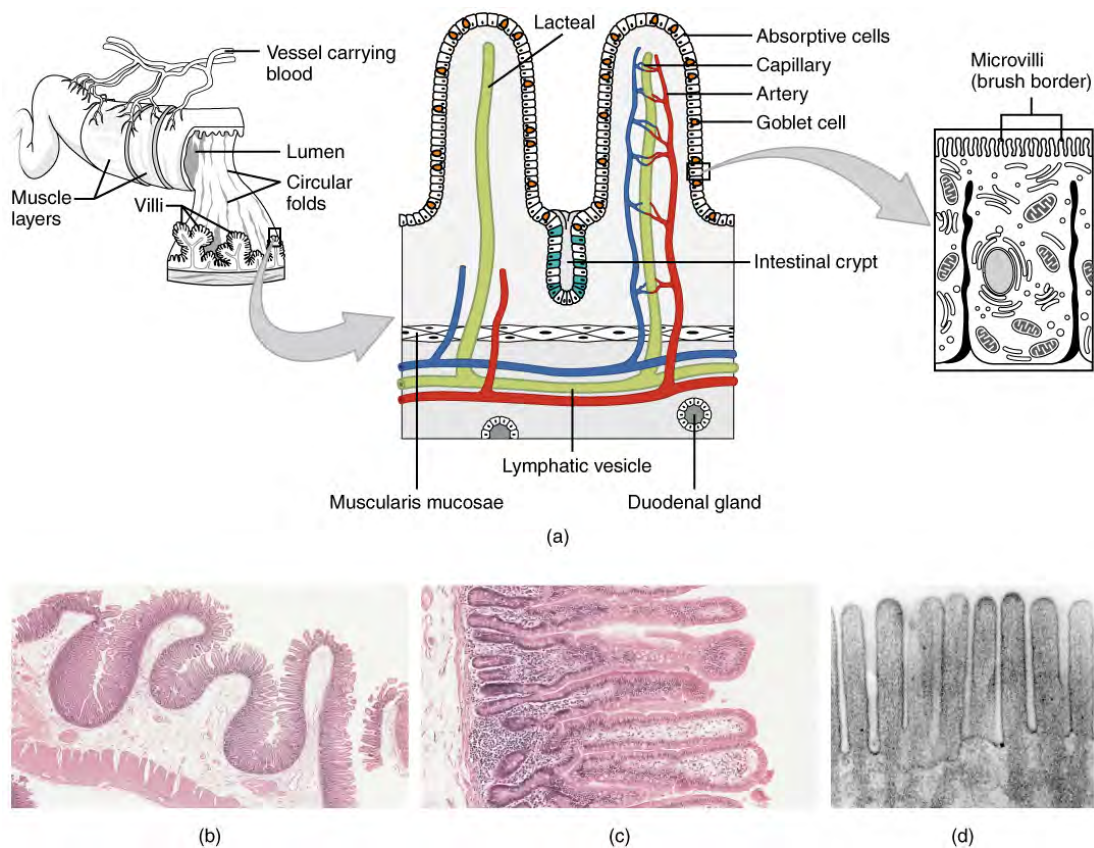 Lacteal
Vessel carrying
blood
Absorptive cells
Capillary
Artery
Goblet cell
Microvilli
(brush border)
Lumen
Circular
folds
Muscle
layers
Villi
Intestinal crypt
Lymphatic vesicle
Muscularis mucosae
Duodenal gland
(a)
(b)
(c)
(d)